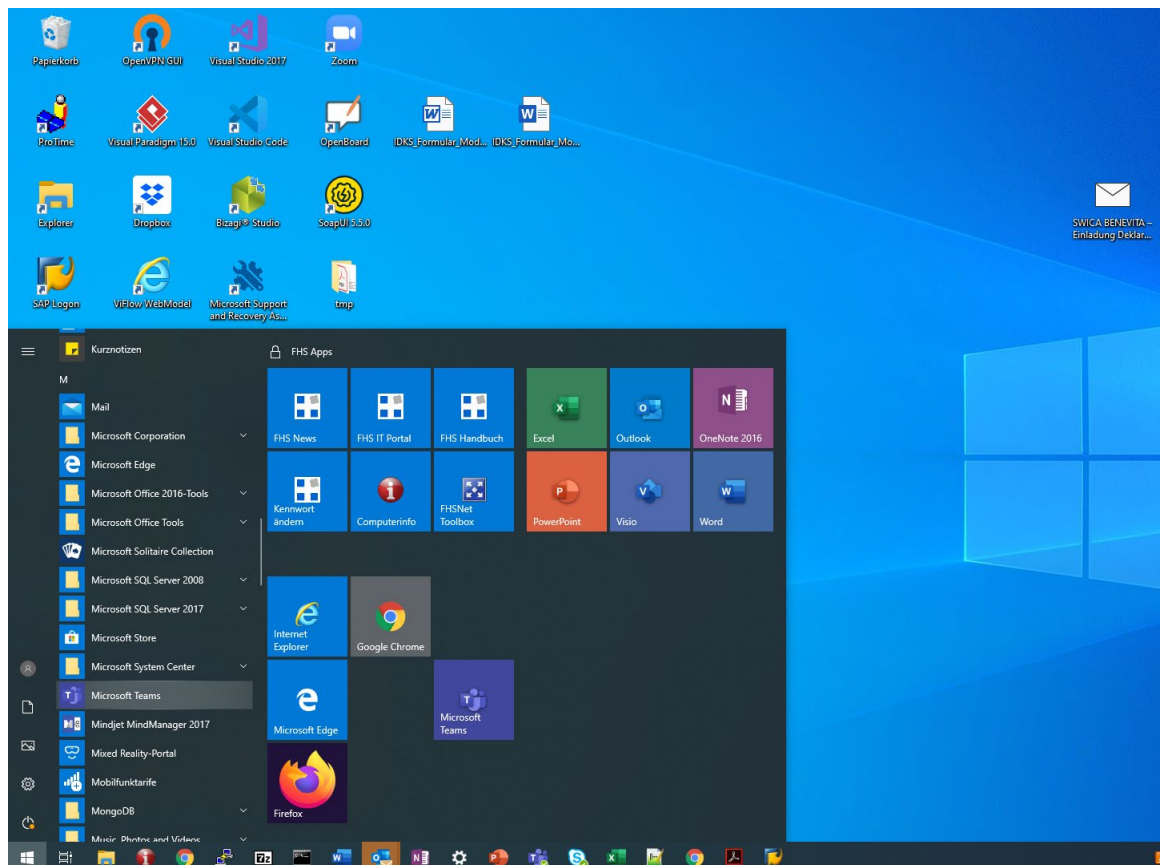 Papierkorb
OpenVPN GUI
Visual Studio 2017
Zoom
ProTime
Visual Paradigm 15.0
Visual Studio Code
OpenBoard
IDKS_Formular_Mod...
IDKS_Formular_Mo...
Explorer
Dropbox
Bizagi® Studio
SoapUI 5.5.0
SWICA BENEVITA –
Einladung Deklar...
SAP Logon
ViFlow WebModel
Microsoft Support
and Recovery As...
tmp
Kurznotizen
M
Mail
Microsoft Corporation
Microsoft Edge
Microsoft Office 2016-Tools
Microsoft Office Tools
Microsoft Solitaire Collection
Microsoft SQL Server 2008
Microsoft SQL Server 2017
Microsoft Store
Microsoft System Center
Microsoft Teams
Mindjet MindManager 2017
Mixed Reality-Portal
Mobilfunktarife
MongoDB
Music, Photos and Videos
FHS Apps
FHS News
FHS IT Portal
FHS Handbuch
Excel
Outlook
OneNote 2016
Kennwort
ändern
Computerinfo
FHSNet
Toolbox
PowerPoint
Visio
Word
Internet
Explorer
Google Chrome
Microsoft Edge
Microsoft
Teams
Firefox